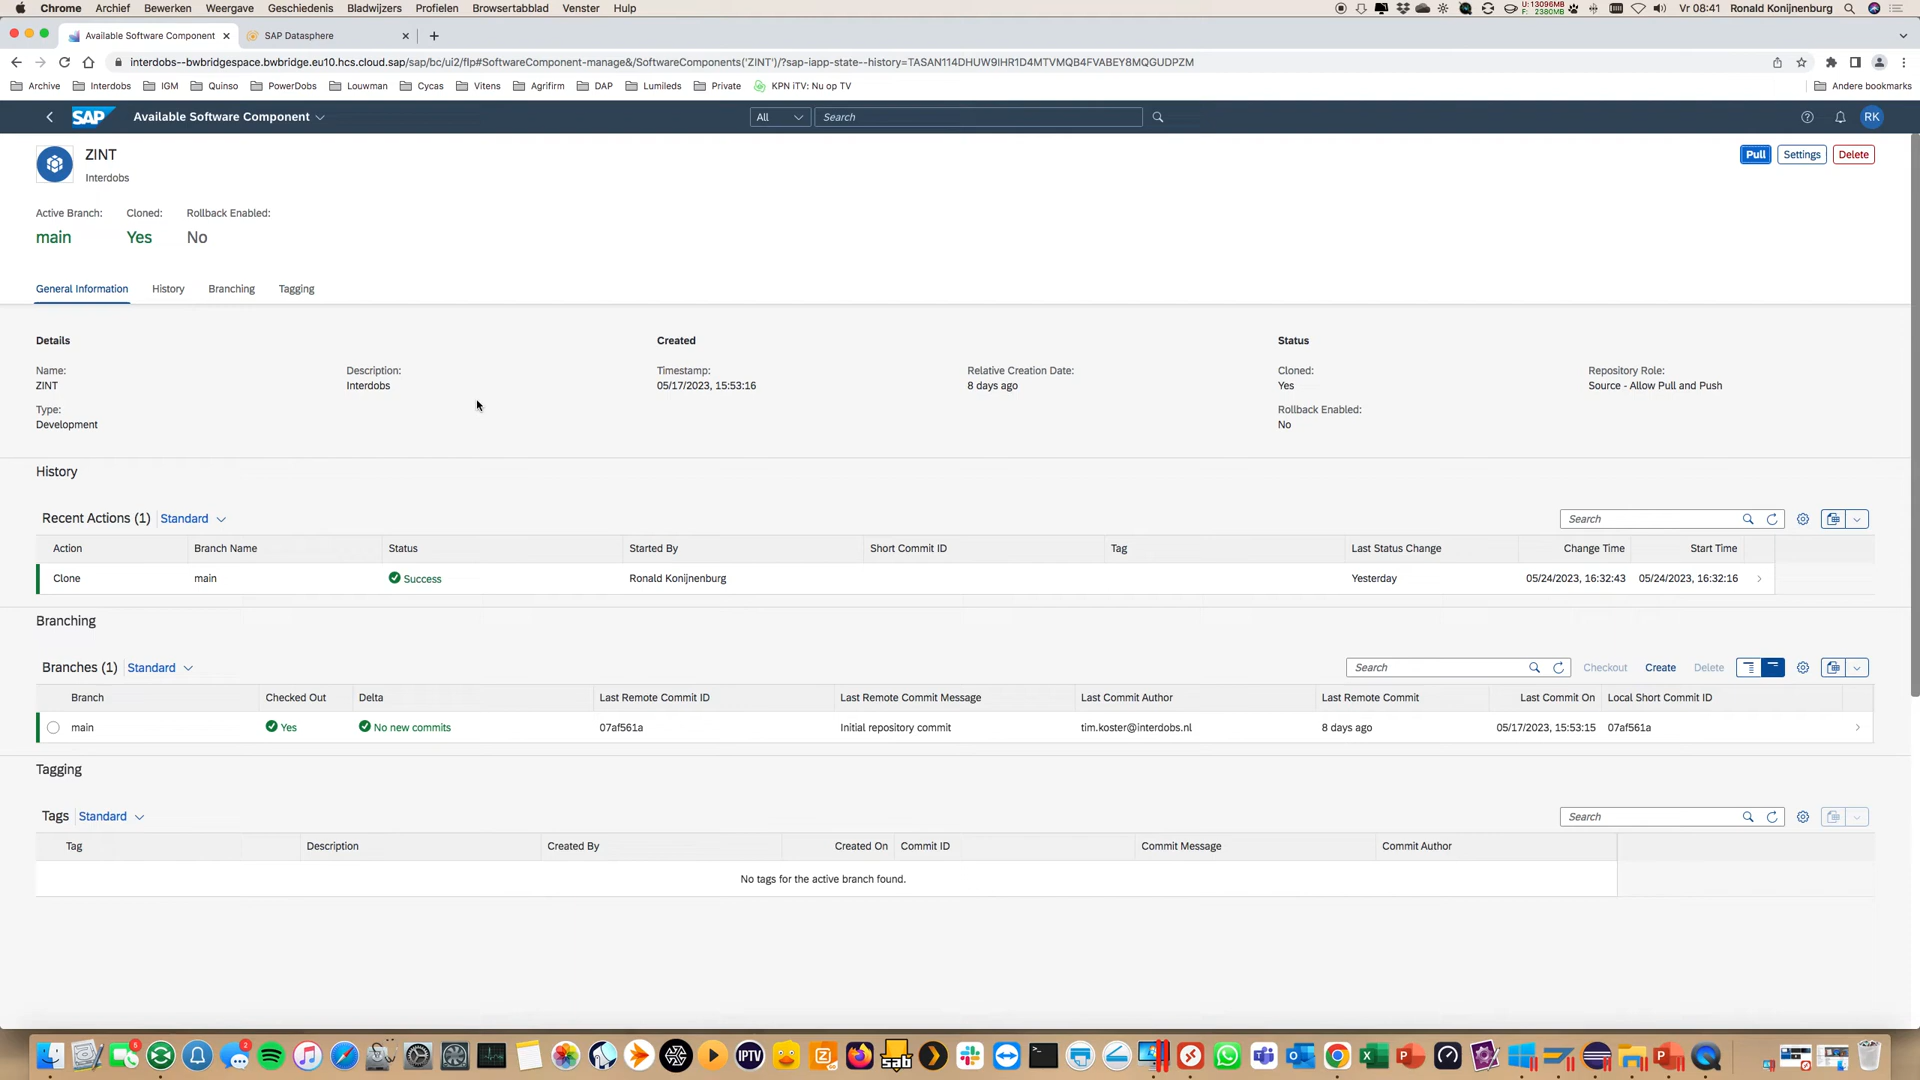 Chrome Archief Bewerken Weergave Geschiedenis Bladwijzers Profielen Browsertabblad Venster Hulp U:13096MB F: 2380MB Vr 08:41 Ronald Konijnenburg
Available Software Component SAP Datasphere
interdobs--bwbridgespace.bwbridge.eu10.hcs.cloud.sap/sap/bc/ui2/flp#SoftwareComponent-manage&/SoftwareComponents('ZINT')/?sap-iapp-state--history=TASAN114DHUW9IHR1D4MTVMQB4FVABEY8MQGUDPZM
Archive Interdobs IGM Quinso PowerDobs Louwman Cycas Vitens Agrifirm DAP Lumileds Private KPN iTV: Nu op TV Andere bookmarks
SAP Available Software Component All Search RK
ZINT
Interdobs
Pull Settings Delete
Active Branch: Cloned: Rollback Enabled:
main Yes No
General Information History Branching Tagging
Details Created Status
Name: Description: Timestamp: Relative Creation Date: Cloned: Repository Role:
ZINT Interdobs 05/17/2023, 15:53:16 8 days ago Yes Source - Allow Pull and Push
Type: Rollback Enabled:
Development No
History
Recent Actions (1) Standard Search
Action Branch Name Status Started By Short Commit ID Tag Last Status Change Change Time Start Time
Clone main Success Ronald Konijnenburg Yesterday 05/24/2023, 16:32:43 05/24/2023, 16:32:16
Branching
Branches (1) Standard Search Checkout Create Delete
Branch Checked Out Delta Last Remote Commit ID Last Remote Commit Message Last Commit Author Last Remote Commit Last Commit On Local Short Commit ID
main Yes No new commits 07af561a Initial repository commit tim.koster@interdobs.nl 8 days ago 05/17/2023, 15:53:15 07af561a
Tagging
Tags Standard Search
Tag Description Created By Created On Commit ID Commit Message Commit Author
No tags for the active branch found.
IPTV sab